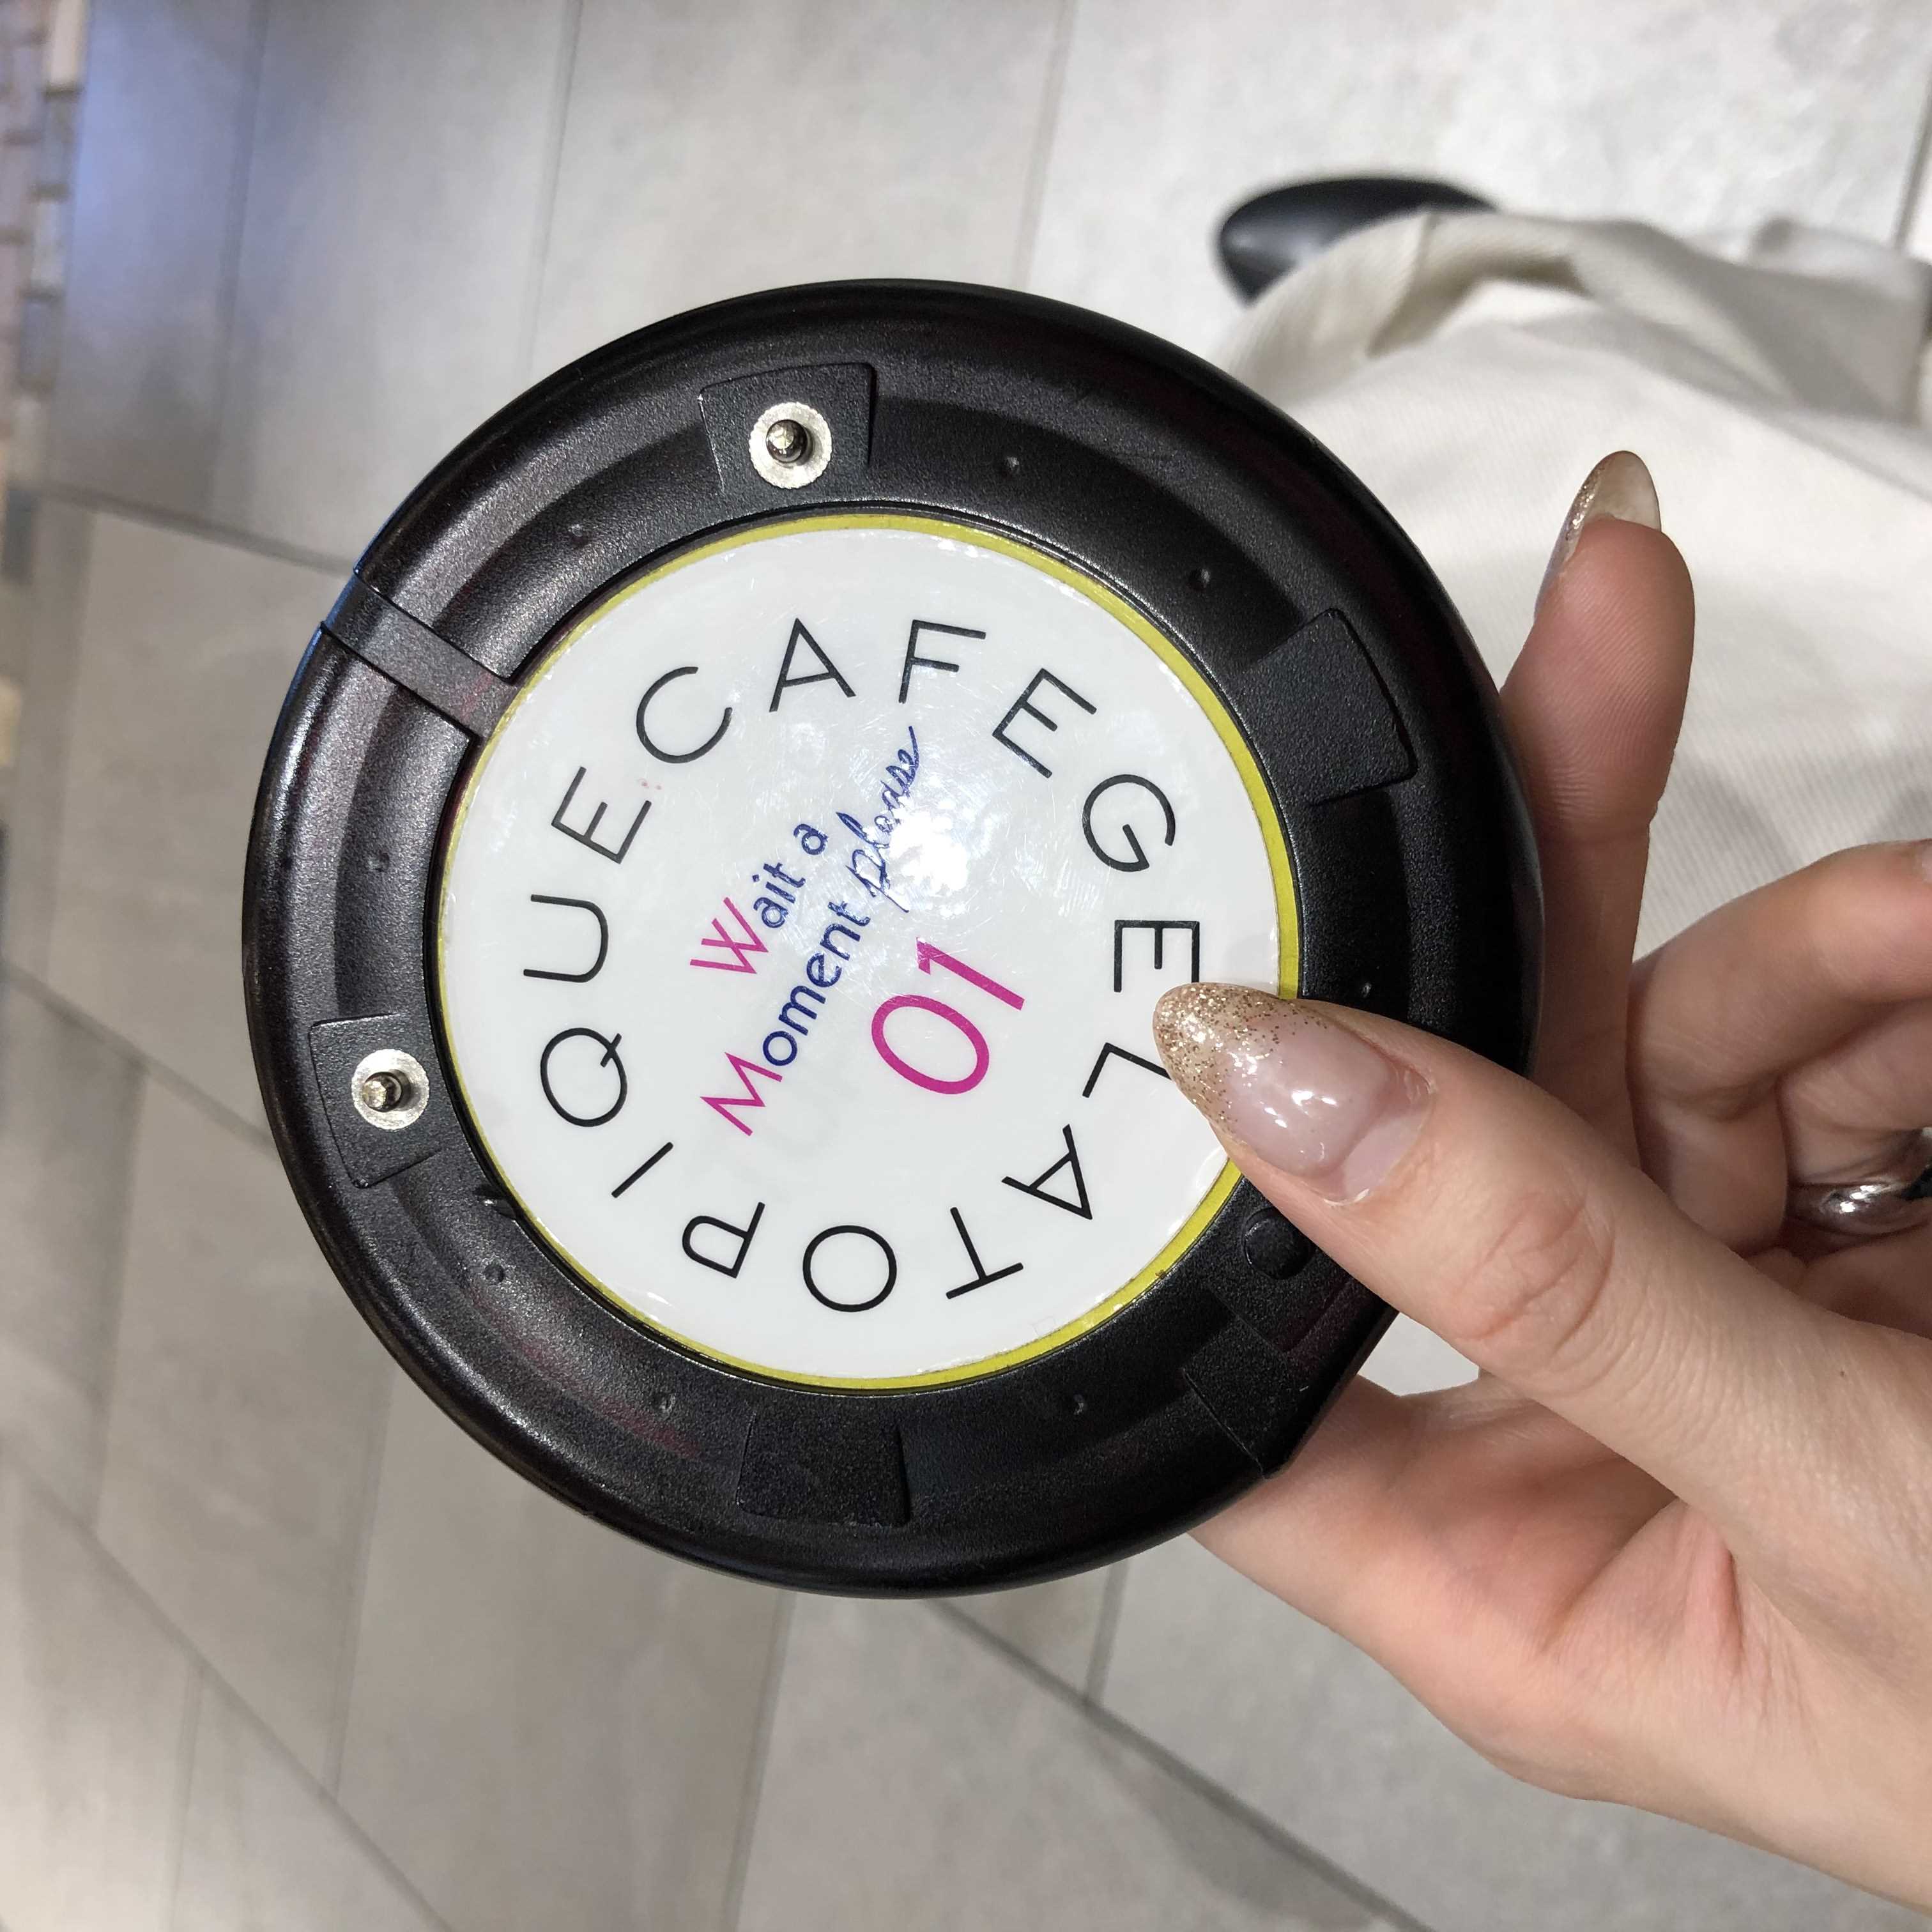 GELATO PIQUE CAFE
Wait a
Moment please
01